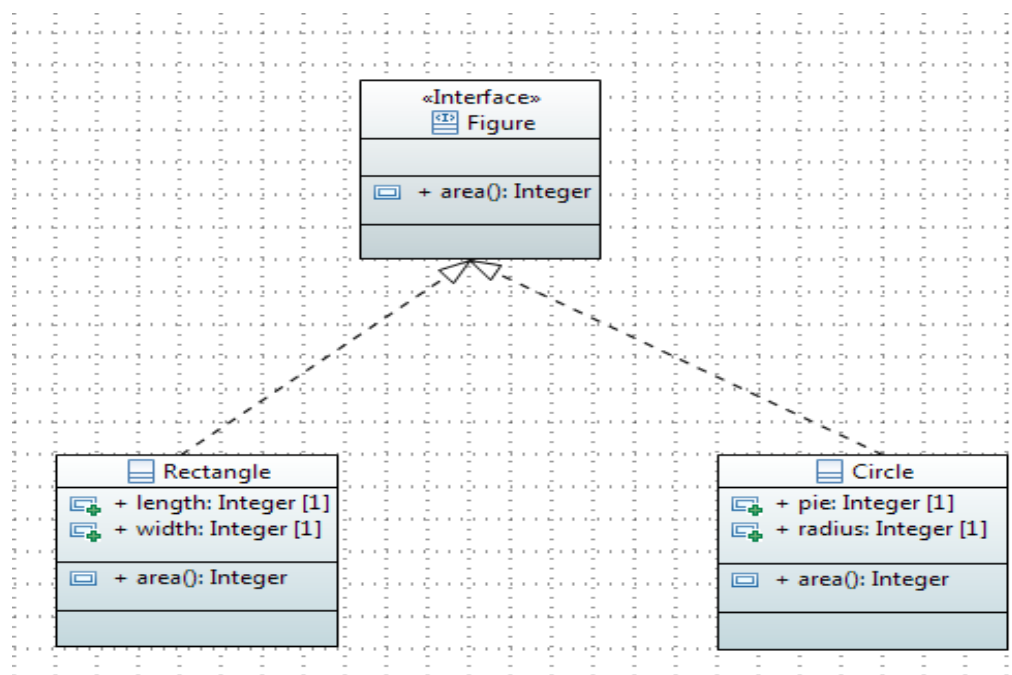 «Interface»
Figure
+ area(): Integer
Rectangle
+ length: Integer [1]
+ width: Integer [1]
+ area(): Integer
Circle
+ pie: Integer [1]
+ radius: Integer [1]
+ area(): Integer